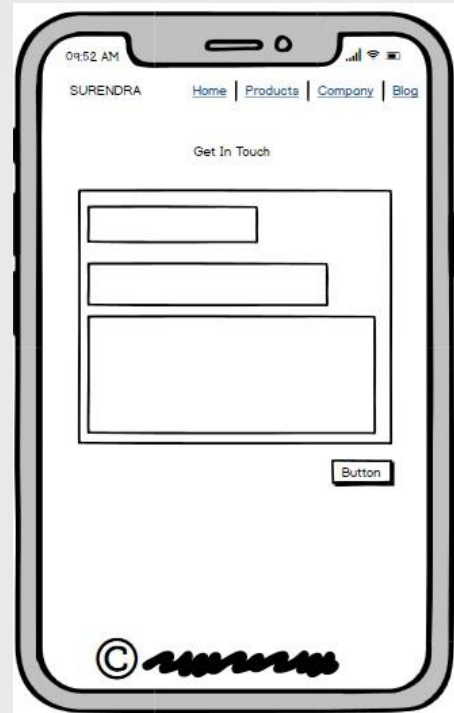 09:52 AM
SURENDRA Home | Products | Company | Blog
Get In Touch
Button
©